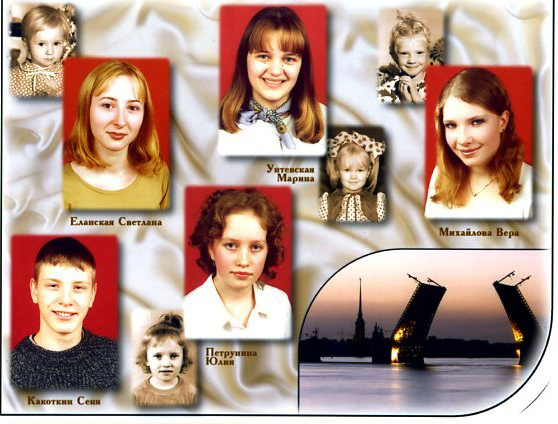 Унтевская
Марина
Еланская Светлана
Михайлова Вера
Петрунина
Юлия
Какоткин Сеня